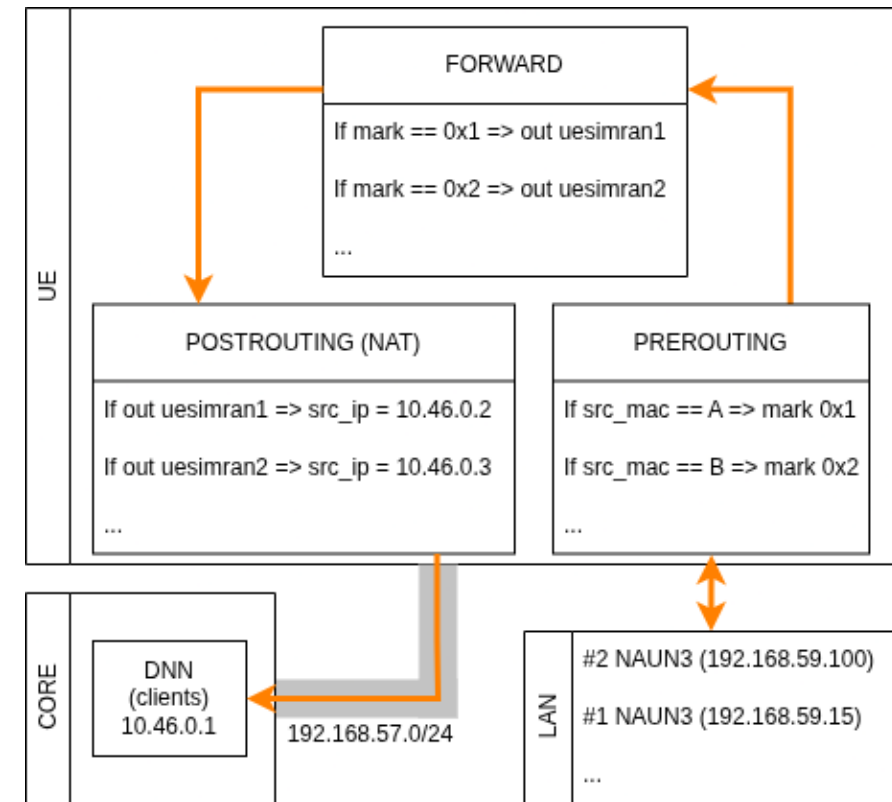 UE
FORWARD
If mark == 0x1 => out uesimran1
If mark == 0x2 => out uesimran2
...
POSTROUTING (NAT)
If out uesimran1 => src_ip = 10.46.0.2
If out uesimran2 => src_ip = 10.46.0.3
...
PREROUTING
If src_mac == A => mark 0x1
If src_mac == B => mark 0x2
...
CORE
DNN
(clients)
10.46.0.1
192.168.57.0/24
LAN
#2 NAUN3 (192.168.59.100)
#1 NAUN3 (192.168.59.15)
...